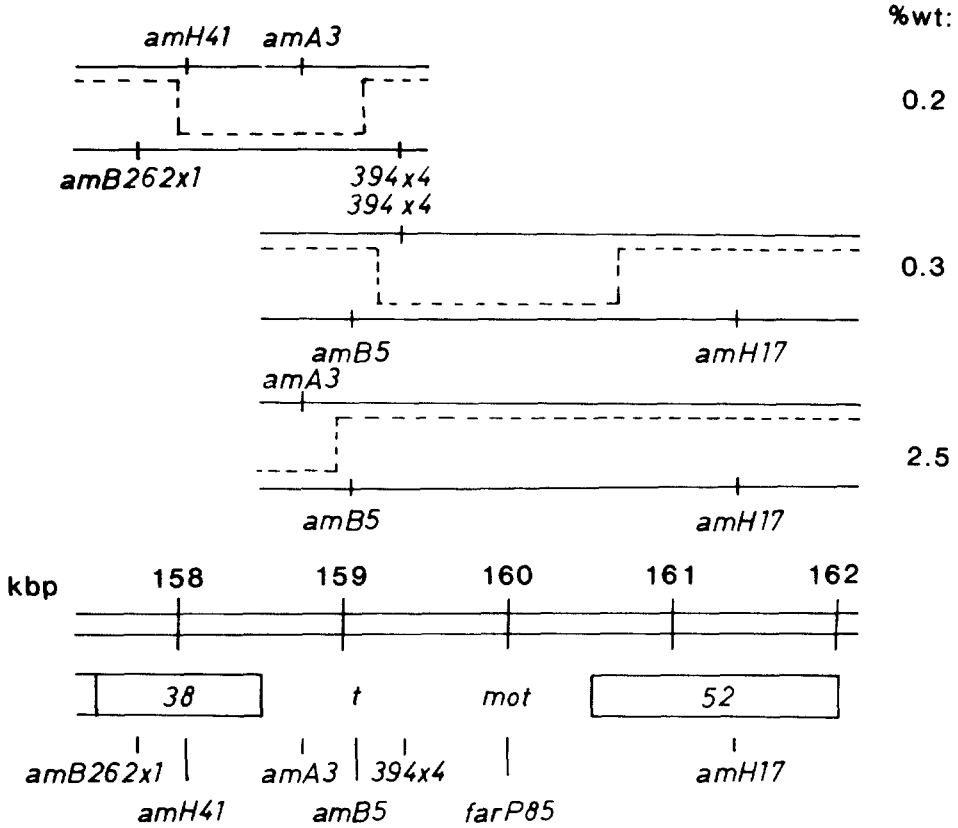 %wt:
amH41 amA3
0.2
amB262x1 394x4
394x4
0.3
amB5 amH17
amA3
2.5
amB5 amH17
kbp 158 159 160 161 162
38 t mot 52
amB262x1 amA3 394x4 amH17
amH41 amB5 farP85